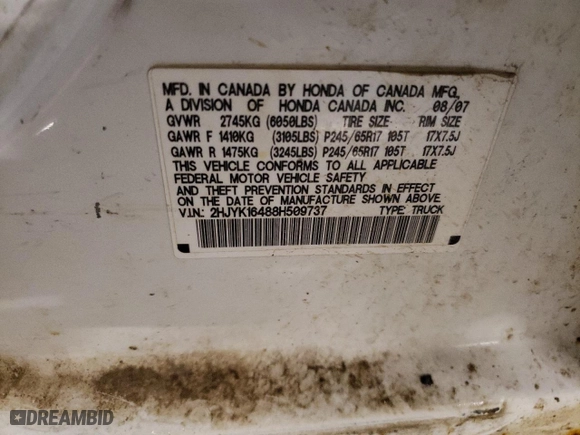 MFD. IN CANADA BY HONDA OF CANADA MFG.,
A DIVISION OF HONDA CANADA INC. 08/07
GVWR 2745KG (6050LBS) TIRE SIZE RIM SIZE
GAWR F 1410KG (3105LBS) P245/65R17 105T 17X7.5J
GAWR R 1475KG (3245LBS) P245/65R17 105T 17X7.5J
THIS VEHICLE CONFORMS TO ALL APPLICABLE
FEDERAL MOTOR VEHICLE SAFETY
AND THEFT PREVENTION STANDARDS IN EFFECT
ON THE DATE OF MANUFACTURE SHOWN ABOVE.
V.I.N.: 2HJYK16488H509737 TYPE: TRUCK
DREAMBID